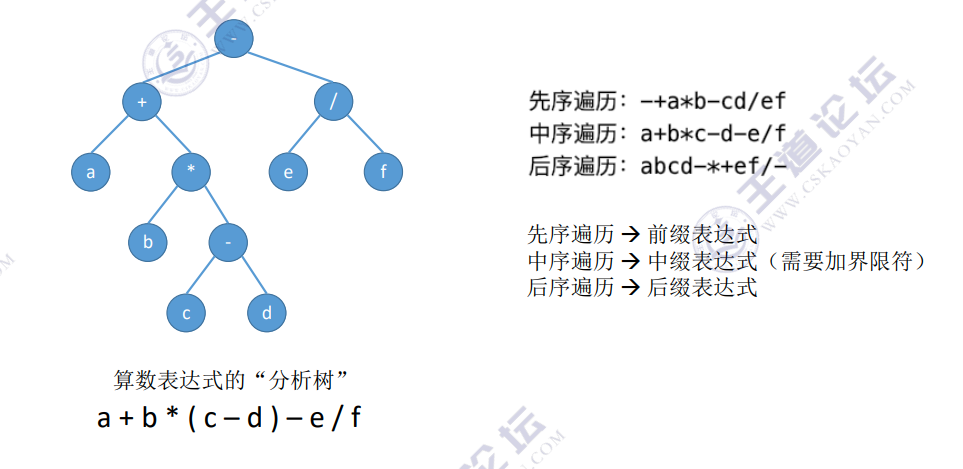 -
+
/
a
*
e
f
b
-
c
d
算数表达式的“分析树”
a + b * ( c – d ) – e / f
先序遍历：-+a*b-cd/ef
中序遍历：a+b*c-d-e/f
后序遍历：abcd-*+ef/-
先序遍历 → 前缀表达式
中序遍历 → 中缀表达式（需要加界限符）
后序遍历 → 后缀表达式
王道论坛
WWW.CSKAOYAN.COM